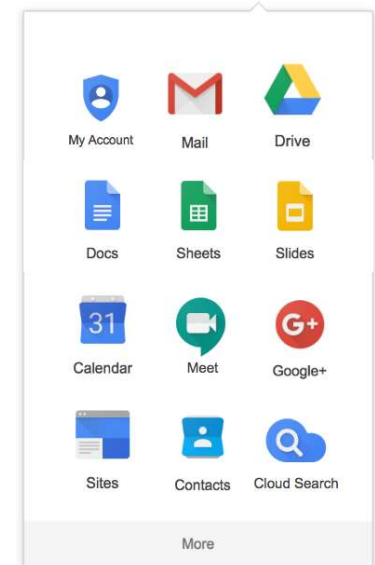 My Account Mail Drive
Docs Sheets Slides
31 G+
Calendar Meet Google+
Sites Contacts Cloud Search
More